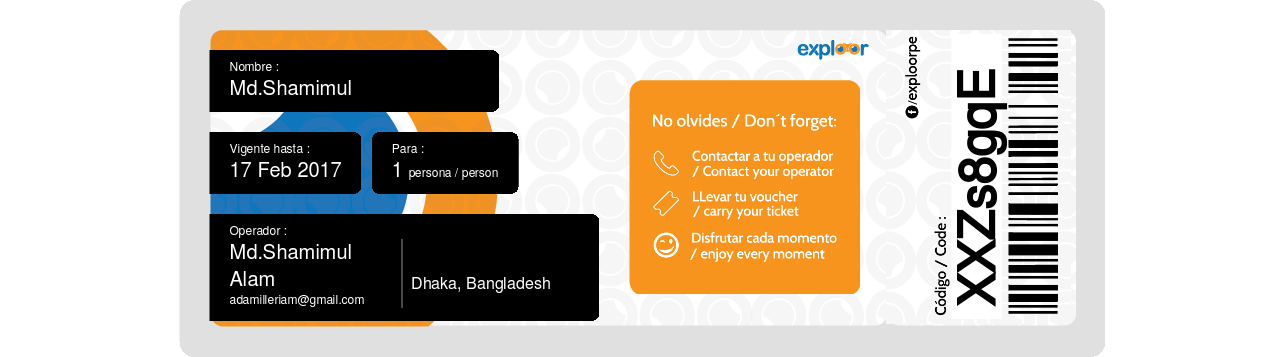 Nombre :
Md.Shamimul
Vigente hasta :
17 Feb 2017
Para :
1 persona / person
Operador :
Md.Shamimul
Alam
adamilleriam@gmail.com
Dhaka, Bangladesh
exploor
No olvides / Don´t forget:
Contactar a tu operador
/ Contact your operator
LLevar tu voucher
/ carry your ticket
Disfrutar cada momento
/ enjoy every moment
/exploorpe
Código / Code :
XXZs8gqE